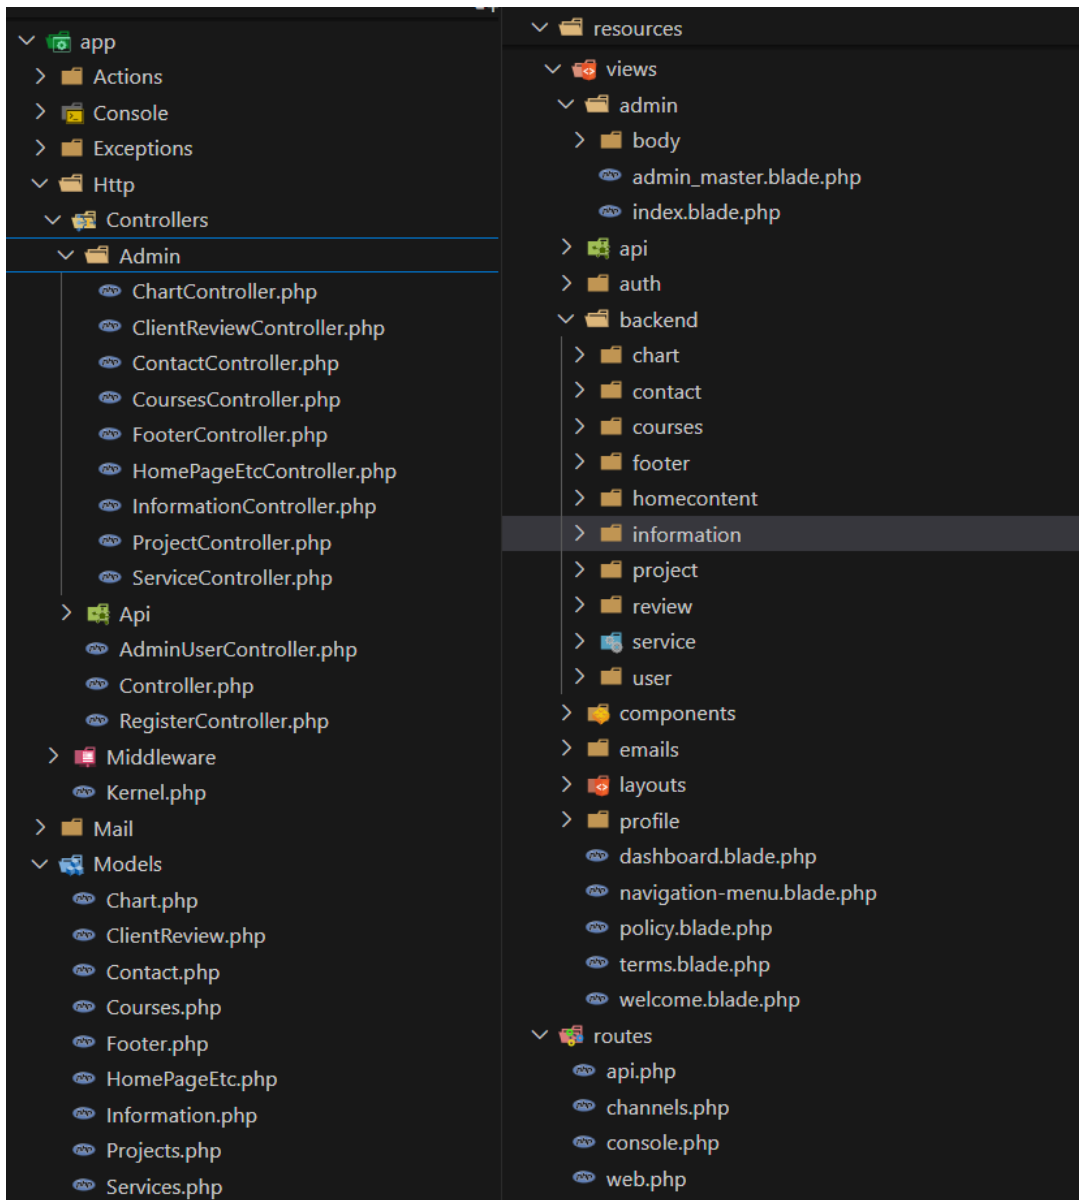 app
Actions
Console
Exceptions
Http
Controllers
Admin
ChartController.php
ClientReviewController.php
ContactController.php
CoursesController.php
FooterController.php
HomePageEtcController.php
InformationController.php
ProjectController.php
ServiceController.php
Api
AdminUserController.php
Controller.php
RegisterController.php
Middleware
Kernel.php
Mail
Models
Chart.php
ClientReview.php
Contact.php
Courses.php
Footer.php
HomePageEtc.php
Information.php
Projects.php
Services.php
resources
views
admin
body
admin_master.blade.php
index.blade.php
api
auth
backend
chart
contact
courses
footer
homecontent
information
project
review
service
user
components
emails
layouts
profile
dashboard.blade.php
navigation-menu.blade.php
policy.blade.php
terms.blade.php
welcome.blade.php
routes
api.php
channels.php
console.php
web.php